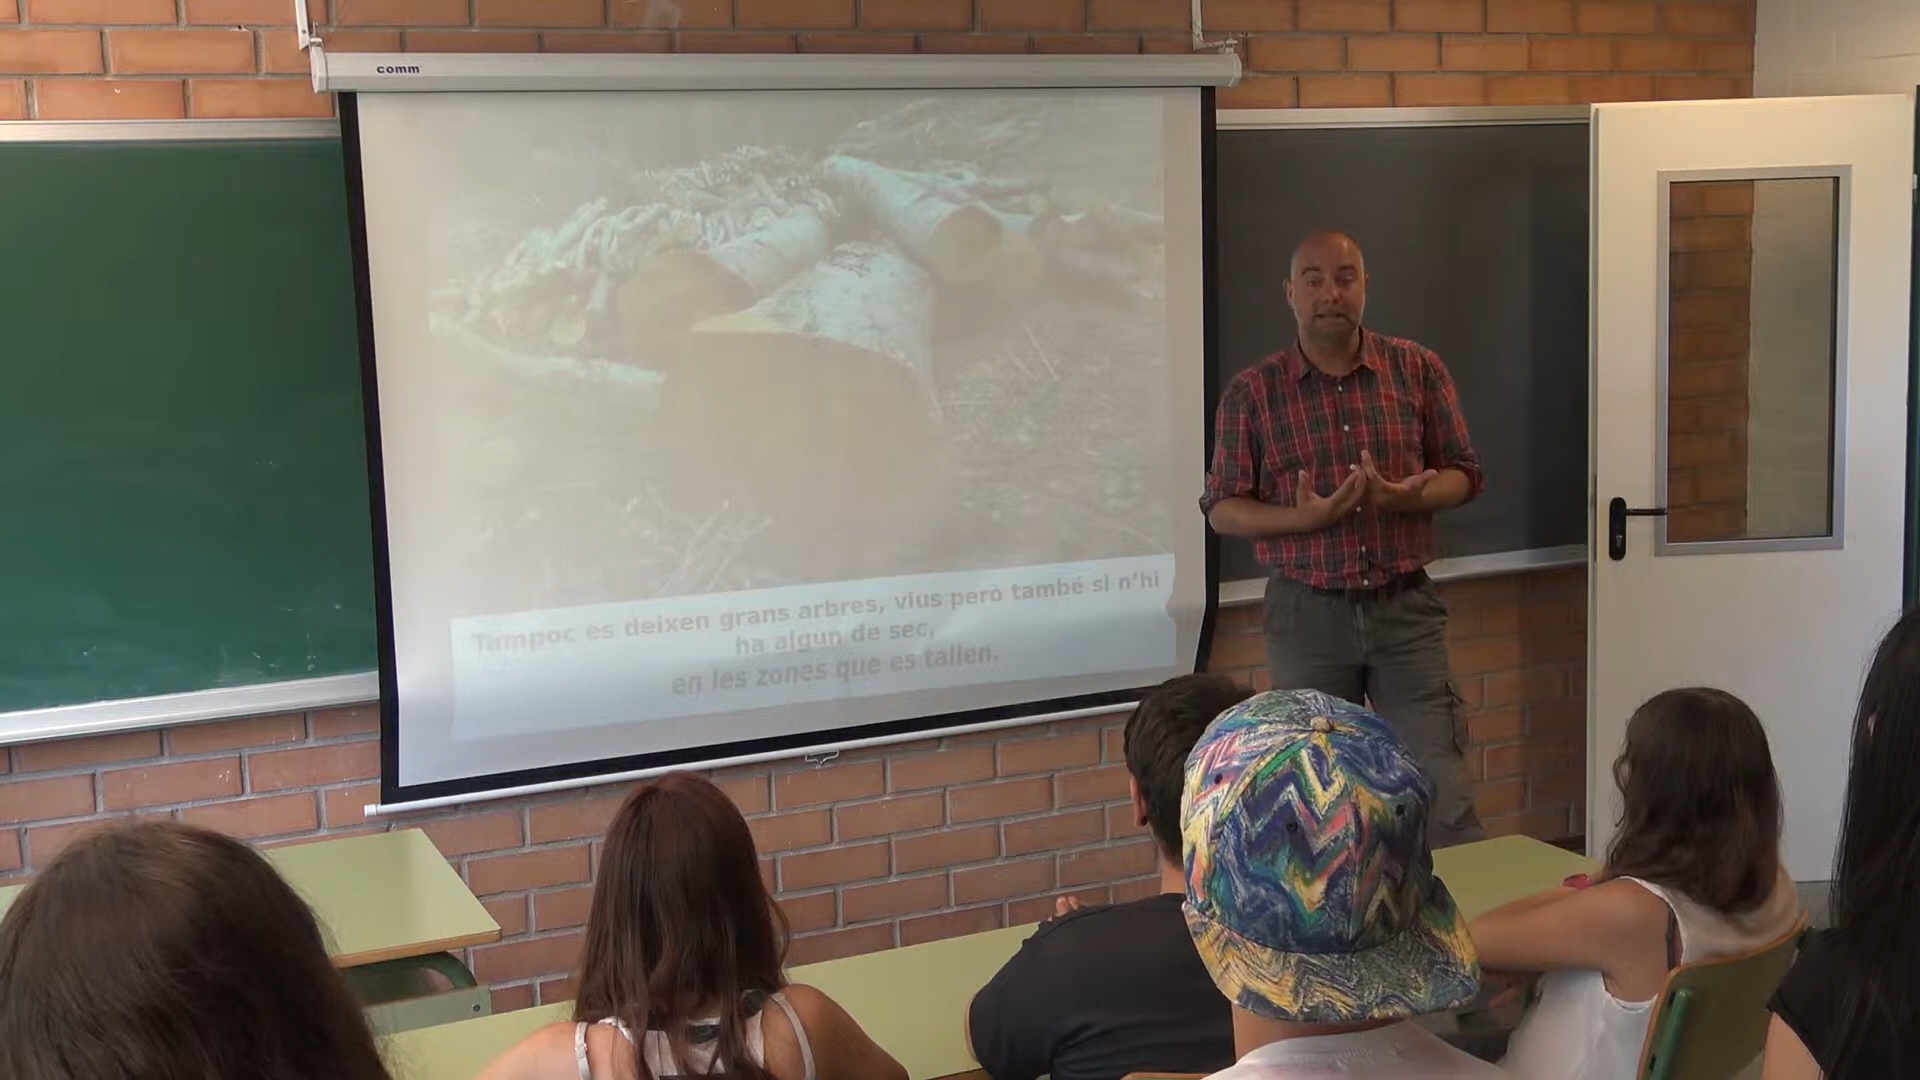 comm
Tampoc es deixen grans arbres, vius però també si n'hi
ha algun de sec,
en les zones que es tallen.